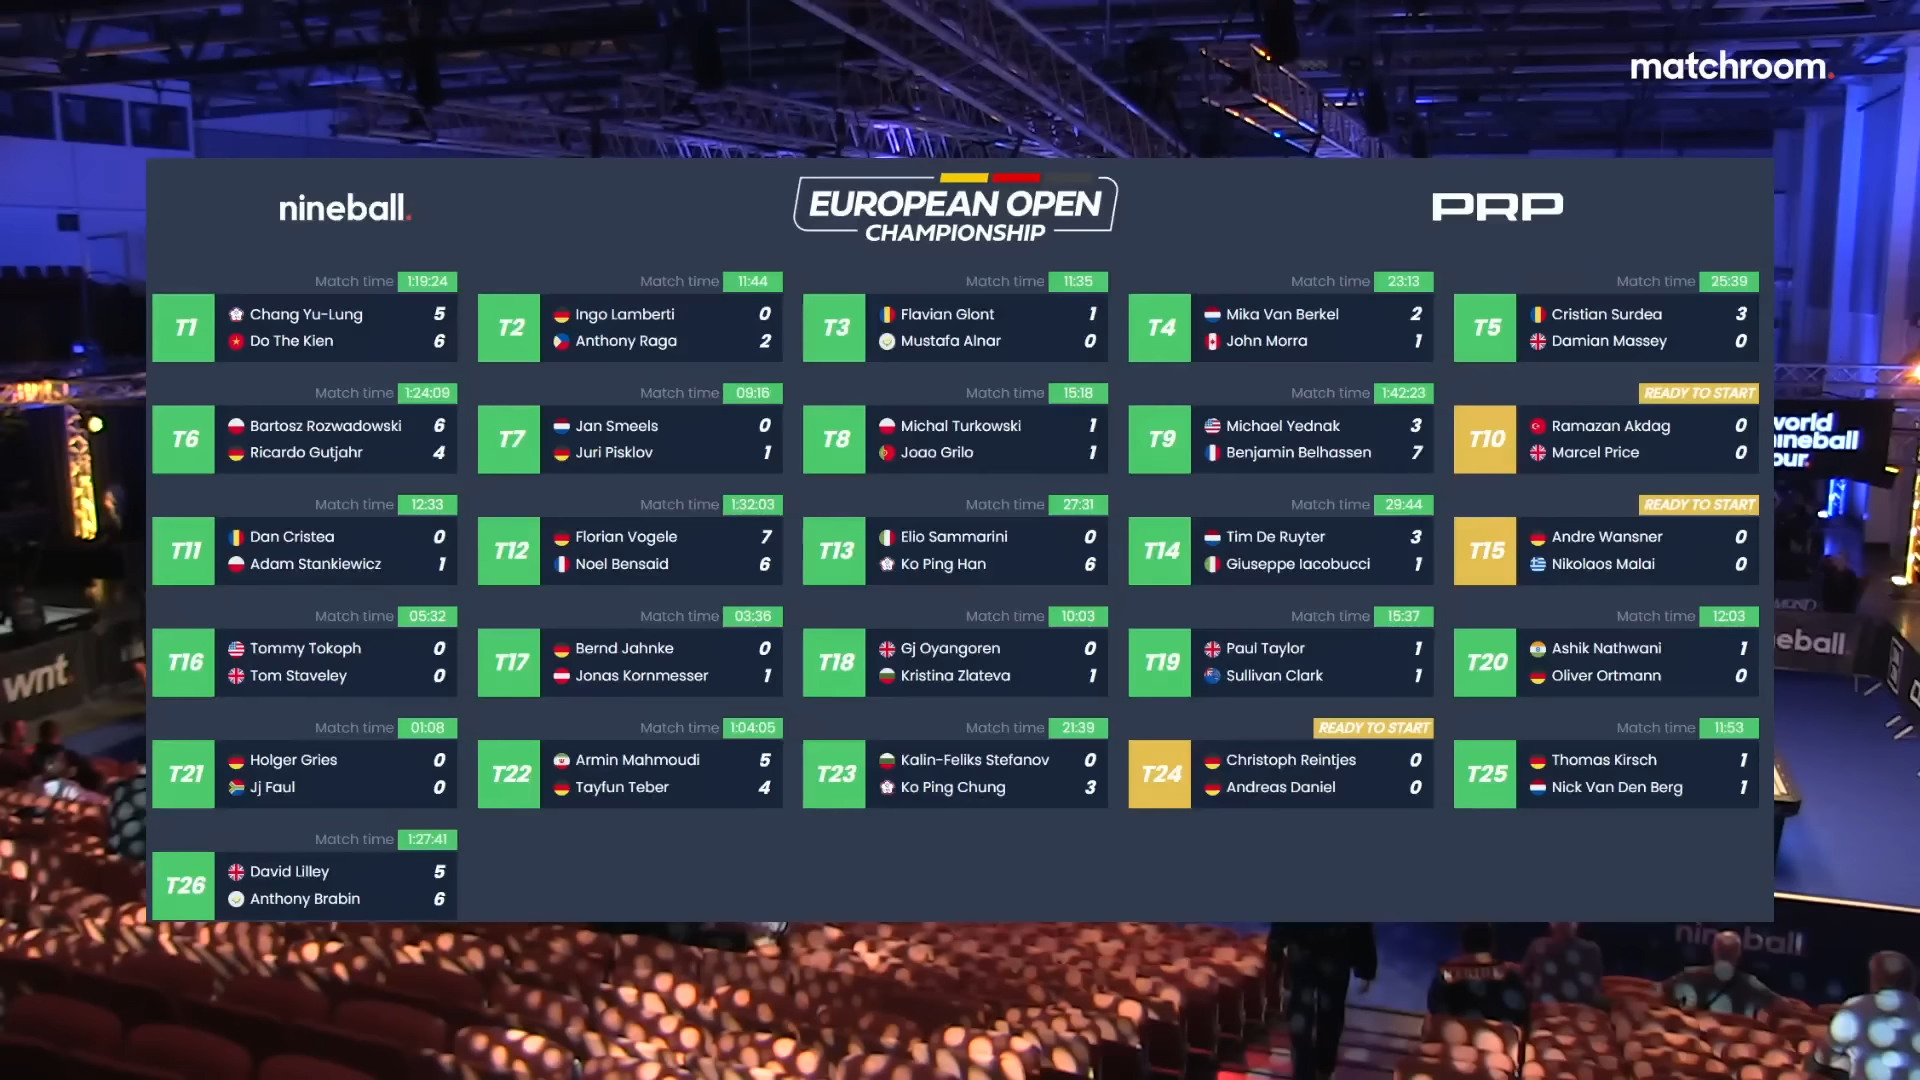 matchroom.
nineball.
EUROPEAN OPEN
CHAMPIONSHIP
PRP
Match time 1:19:24
T1
Chang Yu-Lung 5
Do The Kien 6
Match time 11:44
T2
Ingo Lamberti 0
Anthony Raga 2
Match time 11:35
T3
Flavian Glont 1
Mustafa Alnar 0
Match time 23:13
T4
Mika Van Berkel 2
John Morra 1
Match time 25:39
T5
Cristian Surdea 3
Damian Massey 0
Match time 1:24:09
T6
Bartosz Rozwadowski 6
Ricardo Gutjahr 4
Match time 09:16
T7
Jan Smeels 0
Juri Pisklov 1
Match time 15:18
T8
Michal Turkowski 1
Joao Grilo 1
Match time 1:42:23
T9
Michael Yednak 3
Benjamin Belhassen 7
READY TO START
T10
Ramazan Akdag 0
Marcel Price 0
Match time 12:33
T11
Dan Cristea 0
Adam Stankiewicz 1
Match time 1:32:03
T12
Florian Vogele 7
Noel Bensaid 6
Match time 27:31
T13
Elio Sammarini 0
Ko Ping Han 6
Match time 29:44
T14
Tim De Ruyter 3
Giuseppe Iacobucci 1
READY TO START
T15
Andre Wansner 0
Nikolaos Malai 0
Match time 05:32
T16
Tommy Tokoph 0
Tom Staveley 0
Match time 03:36
T17
Bernd Jahnke 0
Jonas Kornmesser 1
Match time 10:03
T18
Gj Oyangoren 0
Kristina Zlateva 1
Match time 15:37
T19
Paul Taylor 1
Sullivan Clark 1
Match time 12:03
T20
Ashik Nathwani 1
Oliver Ortmann 0
Match time 01:08
T21
Holger Gries 0
Jj Faul 0
Match time 1:04:05
T22
Armin Mahmoudi 5
Tayfun Teber 4
Match time 21:39
T23
Kalin-Feliks Stefanov 0
Ko Ping Chung 3
READY TO START
T24
Christoph Reintjes 0
Andreas Daniel 0
Match time 11:53
T25
Thomas Kirsch 1
Nick Van Den Berg 1
Match time 1:27:41
T26
David Lilley 5
Anthony Brabin 6
world
nineball
our.
wnt.
eball.
nineball